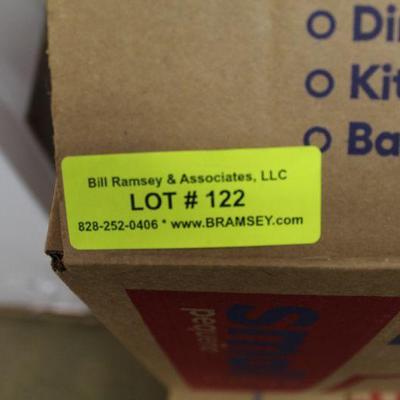 o Di
o Kit
o Ba
Bill Ramsey & Associates, LLC
LOT # 122
828-252-0406 * www.BRAMSEY.com